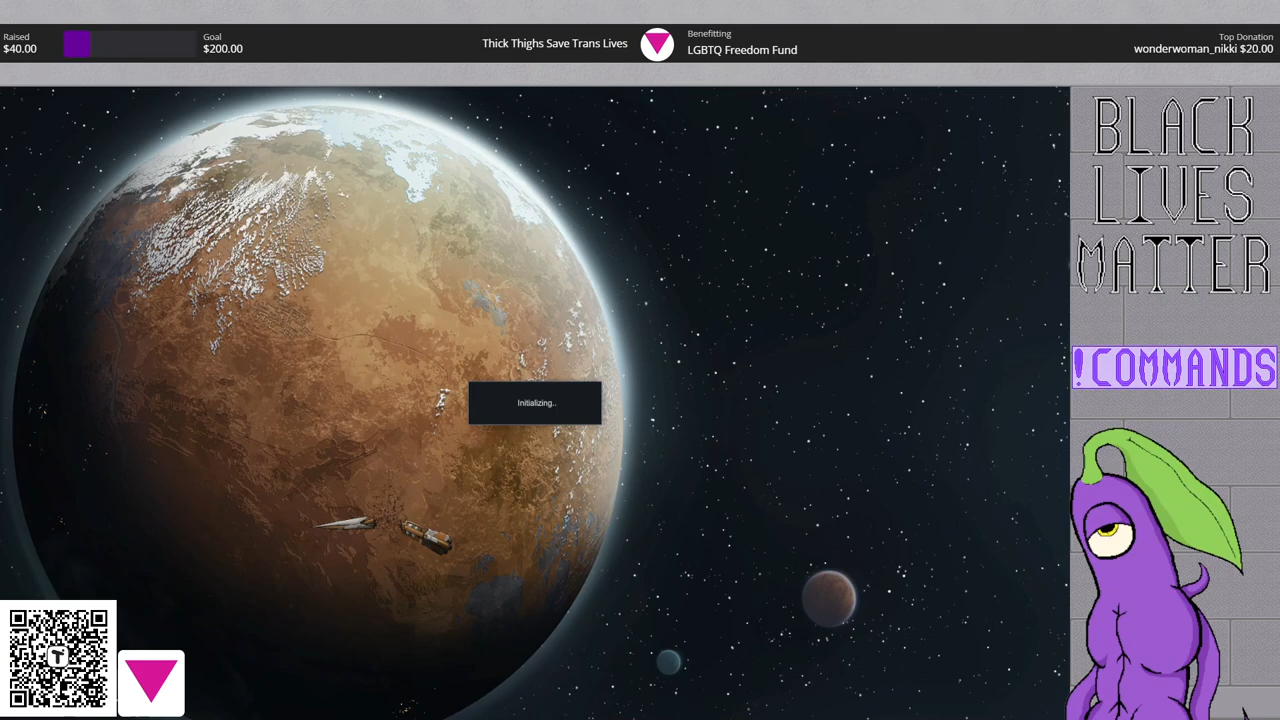 Raised
$40.00
Goal
$200.00
Thick Thighs Save Trans Lives
Benefitting
LGBTQ Freedom Fund
Top Donation
wonderwoman_nikki $20.00
BLACK
LIVES
MATTER
!COMMANDS
Initializing..
T